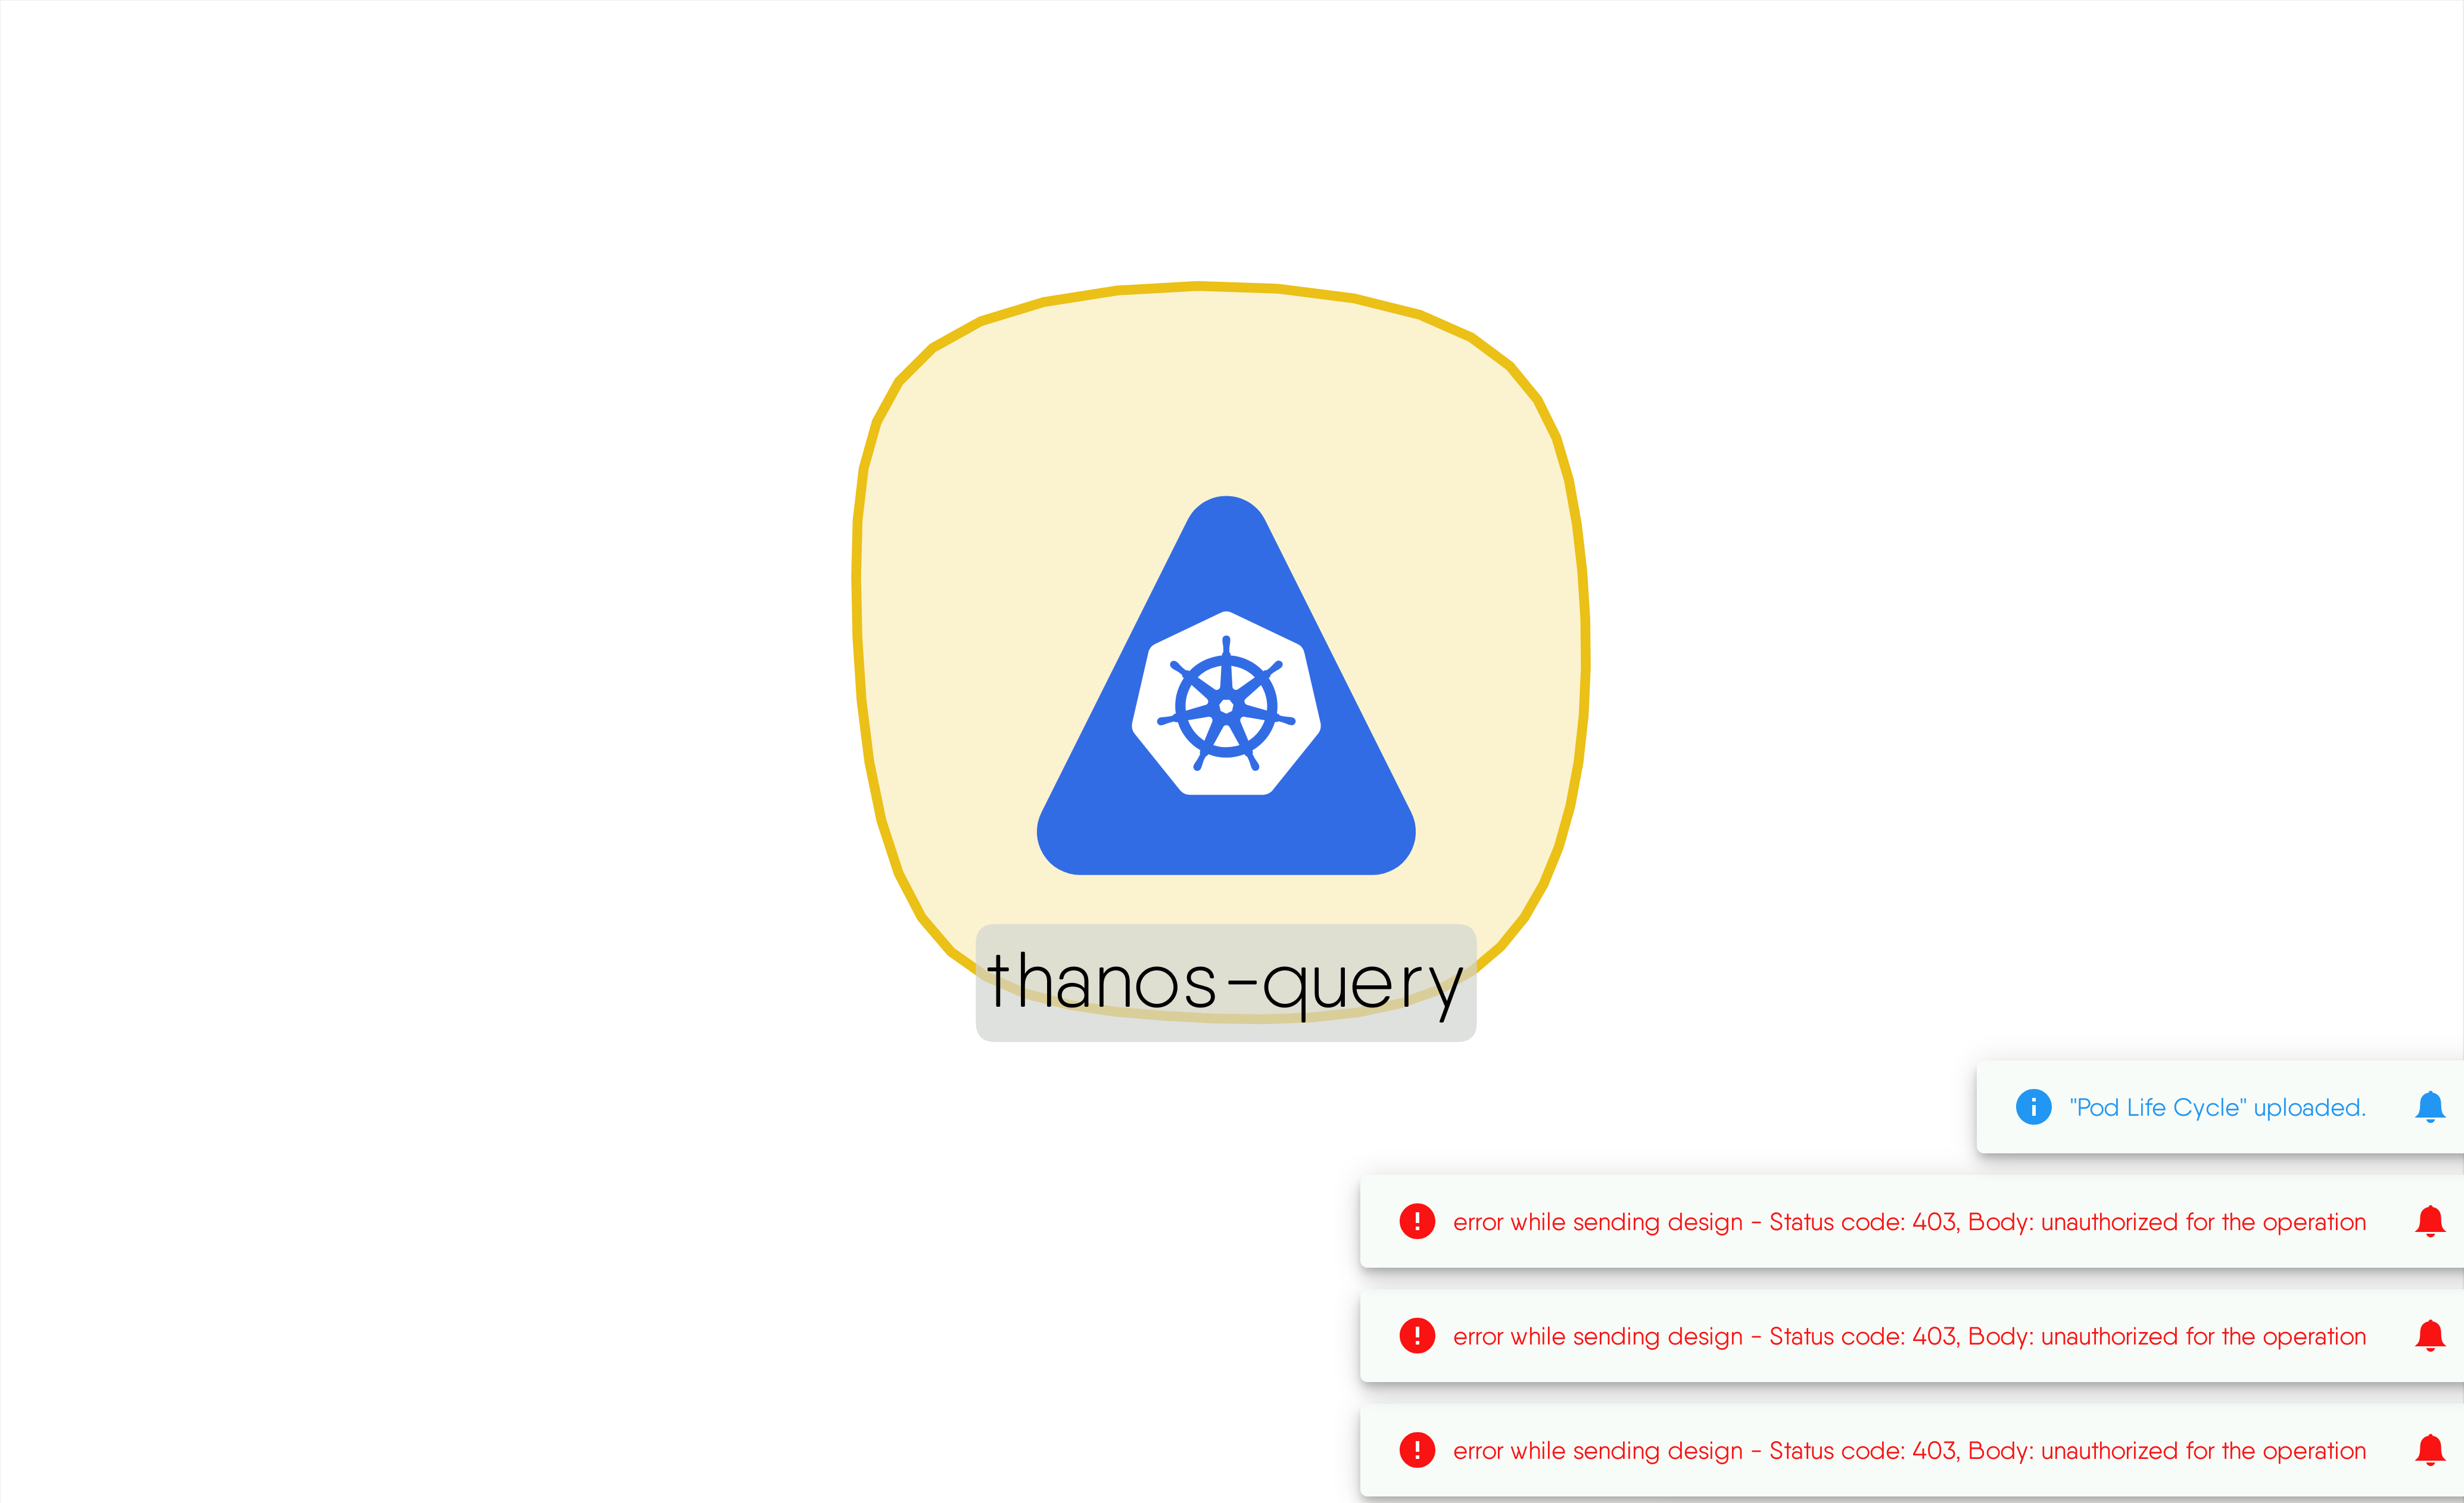 thanos-query
"Pod Life Cycle" uploaded.
error while sending design - Status code: 403, Body: unauthorized for the operation
error while sending design - Status code: 403, Body: unauthorized for the operation
error while sending design - Status code: 403, Body: unauthorized for the operation